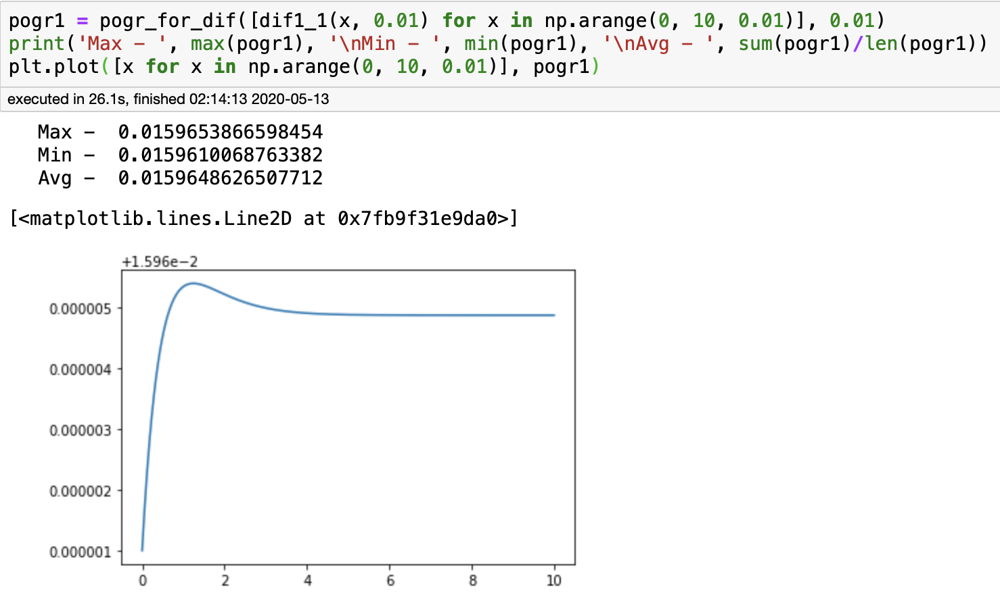 pogr1 = pogr_for_dif([dif1_1(x, 0.01) for x in np.arange(0, 10, 0.01)], 0.01)
print('Max – ', max(pogr1), '\nMin – ', min(pogr1), '\nAvg – ', sum(pogr1)/len(pogr1))
plt.plot([x for x in np.arange(0, 10, 0.01)], pogr1)
executed in 26.1s, finished 02:14:13 2020-05-13
Max –  0.0159653866598454
Min –  0.0159610068763382
Avg –  0.0159648626507712
[<matplotlib.lines.Line2D at 0x7fb9f31e9da0>]
+1.596e−2
0.000005
0.000004
0.000003
0.000002
0.000001
0 2 4 6 8 10